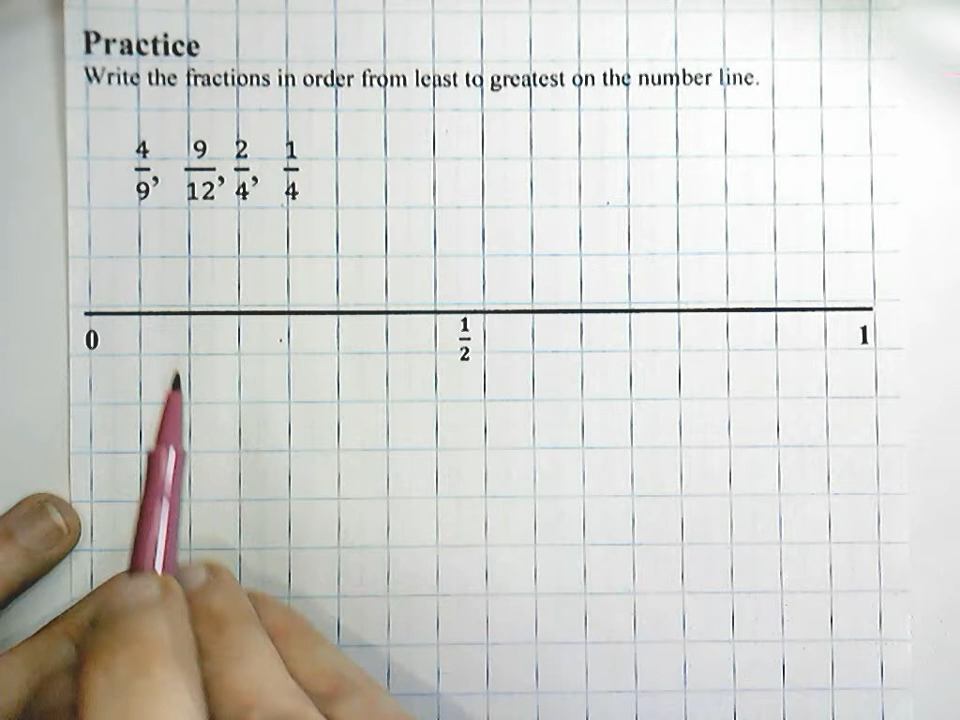 Practice
Write the fractions in order from least to greatest on the number line.
4/9, 9/12, 2/4, 1/4
0 1/2 1